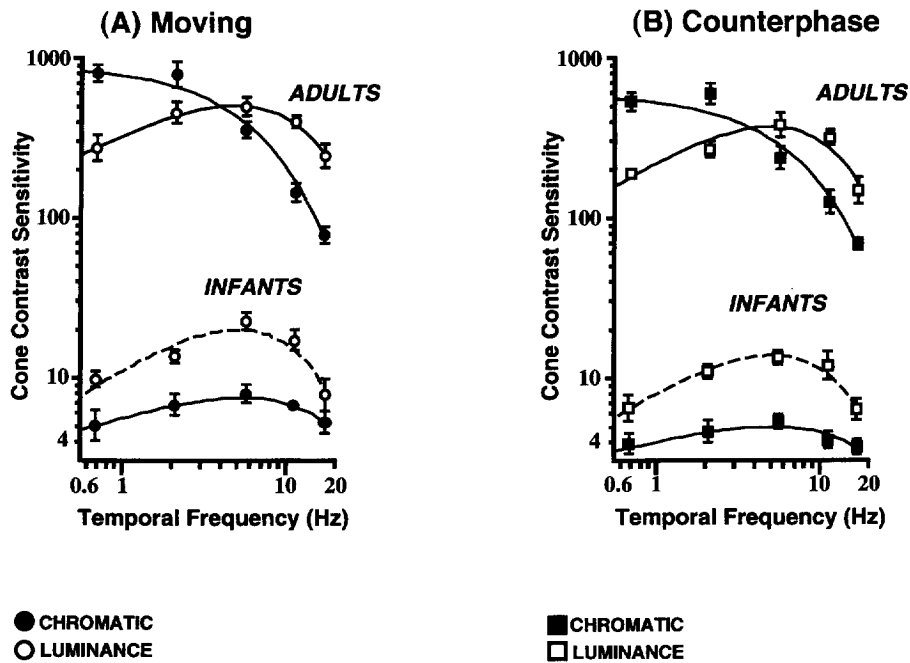 (A) Moving
1000
100
10
4
Cone Contrast Sensitivity
ADULTS
INFANTS
0.6 1 10 20
Temporal Frequency (Hz)
CHROMATIC
LUMINANCE
(B) Counterphase
1000
100
10
4
Cone Contrast Sensitivity
ADULTS
INFANTS
0.6 1 10 20
Temporal Frequency (Hz)
CHROMATIC
LUMINANCE